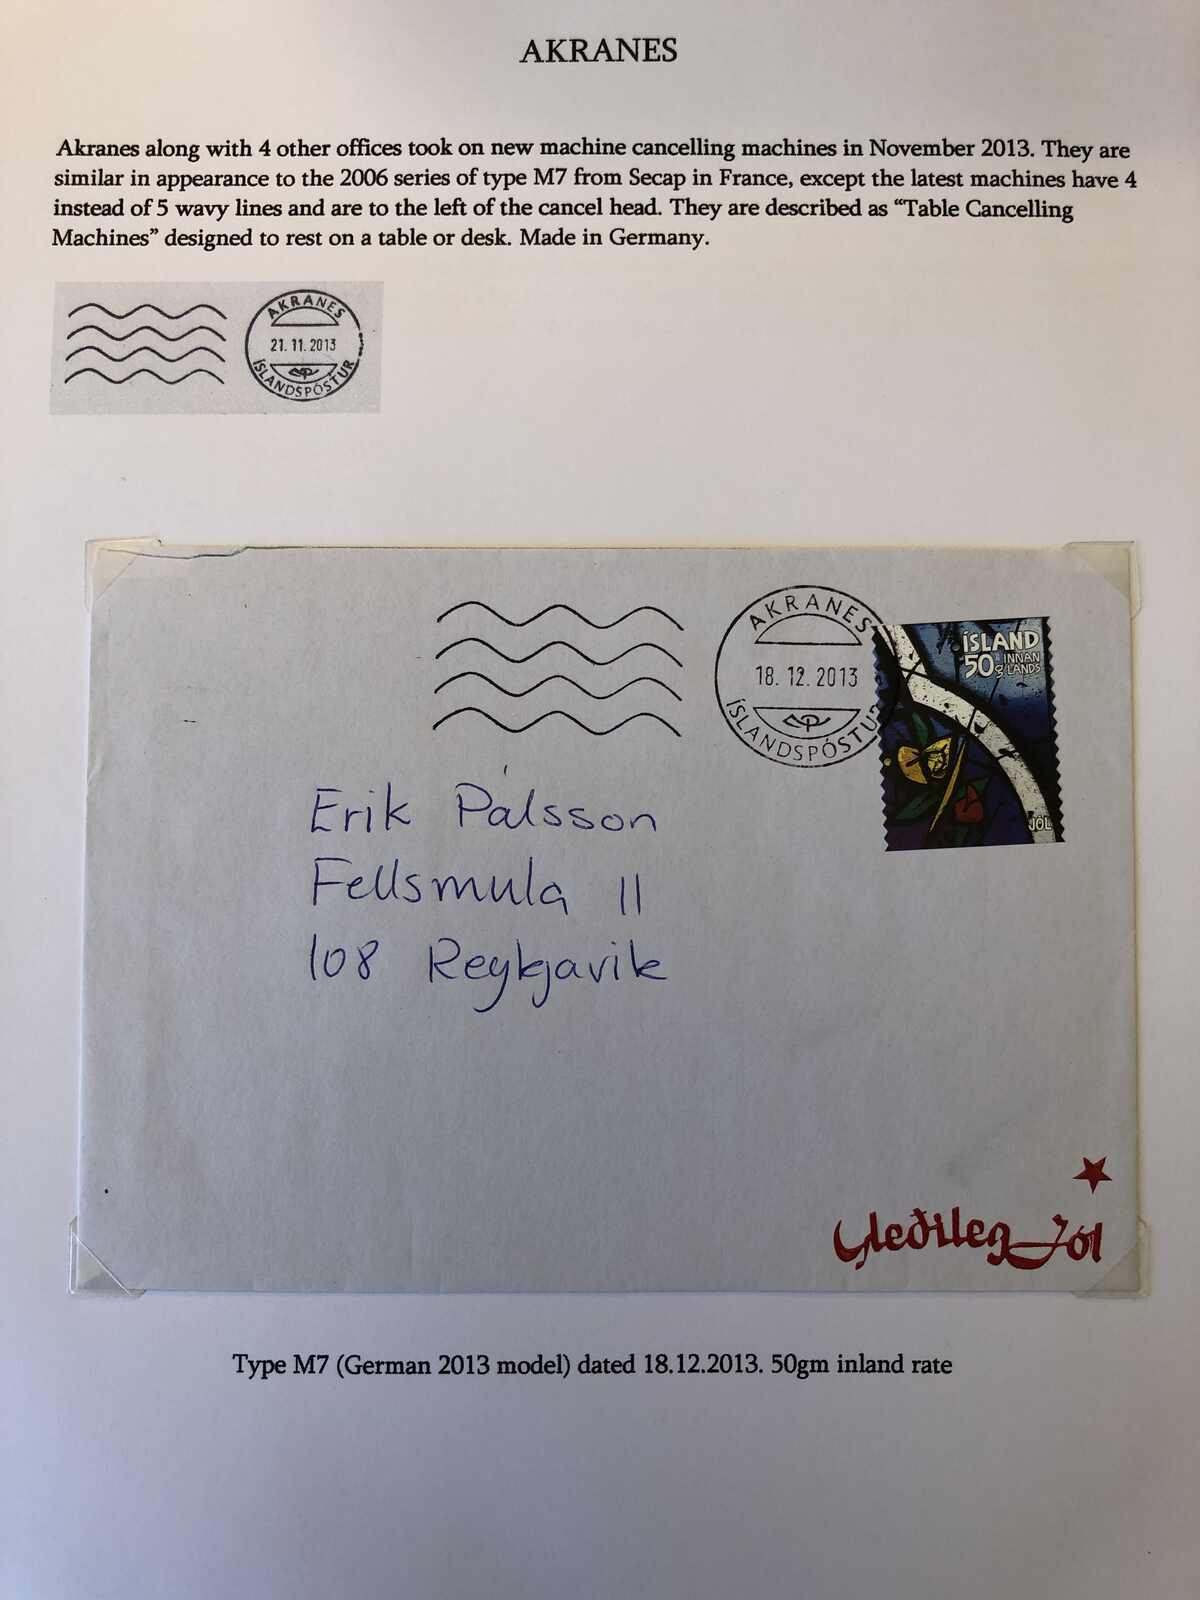 AKRANES
Akranes along with 4 other offices took on new machine cancelling machines in November 2013. They are
similar in appearance to the 2006 series of type M7 from Secap in France, except the latest machines have 4
instead of 5 wavy lines and are to the left of the cancel head. They are described as “Table Cancelling
Machines” designed to rest on a table or desk. Made in Germany.
AKRANES
21. 11. 2013
ÍSLANDSPÓSTUR
AKRANES
18. 12. 2013
ÍSLANDSPÓSTUR
ÍSLAND
50g INNAN
LANDS
JÓL
Erik Pálsson
Fellsmula 11
108 Reykjavik
Gleðileg Jól
Type M7 (German 2013 model) dated 18.12.2013. 50gm inland rate